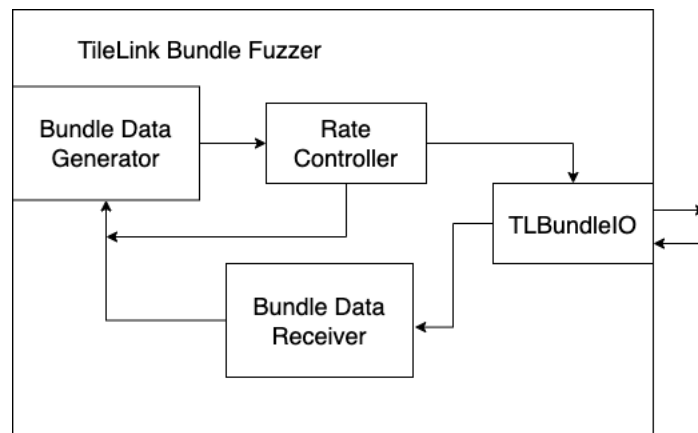 TileLink Bundle Fuzzer
Bundle Data
Generator
Rate
Controller
TLBundleIO
Bundle Data
Receiver